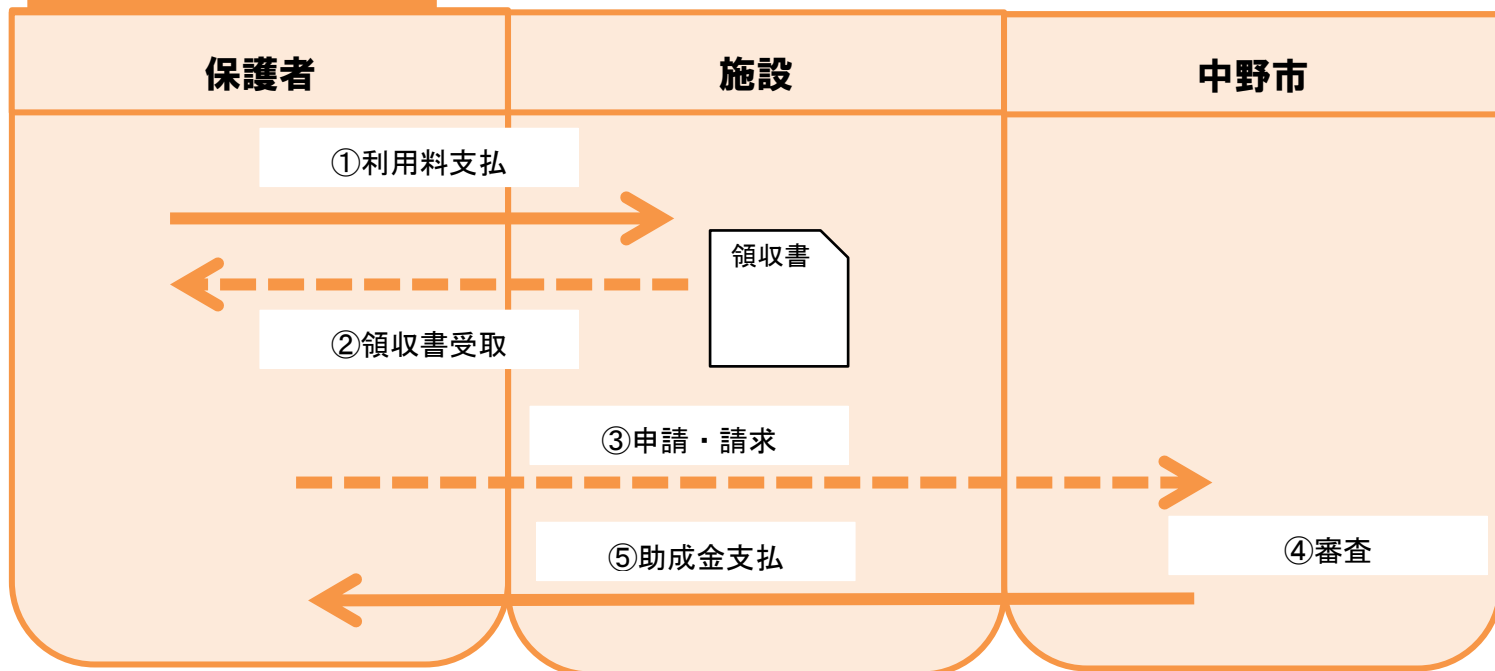 保護者
施設
中野市
①利用料支払
領収書
②領収書受取
③申請・請求
⑤助成金支払
④審査